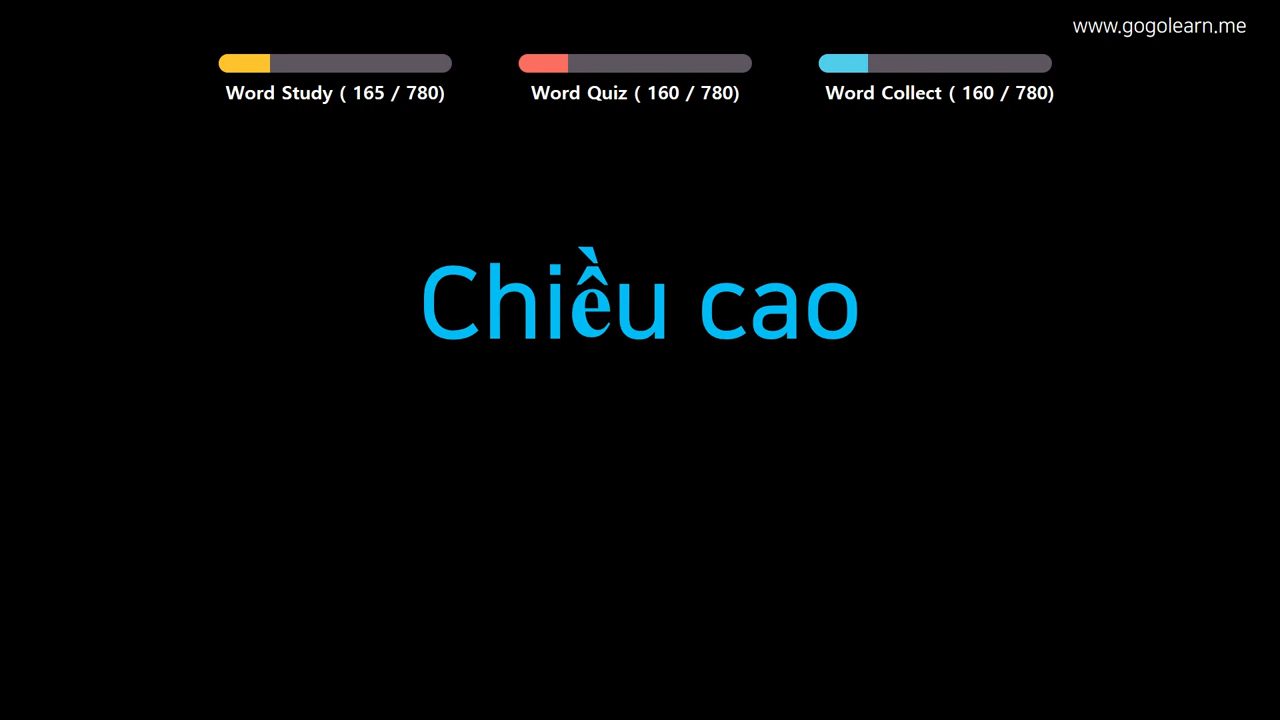 www.gogolearn.me
Word Study ( 165 / 780)
Word Quiz ( 160 / 780)
Word Collect ( 160 / 780)
Chiều cao